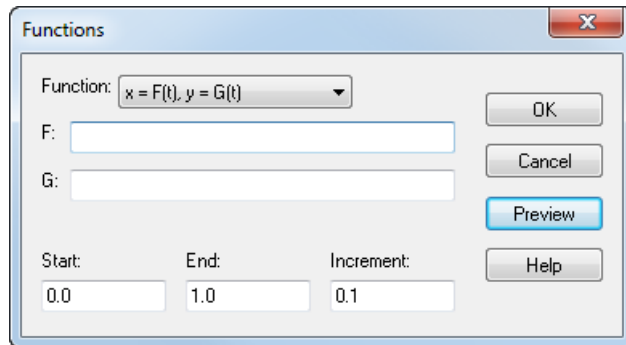 Functions
Function: x = F(t), y = G(t)
F:
G:
OK
Cancel
Preview
Help
Start: End: Increment:
0.0 1.0 0.1